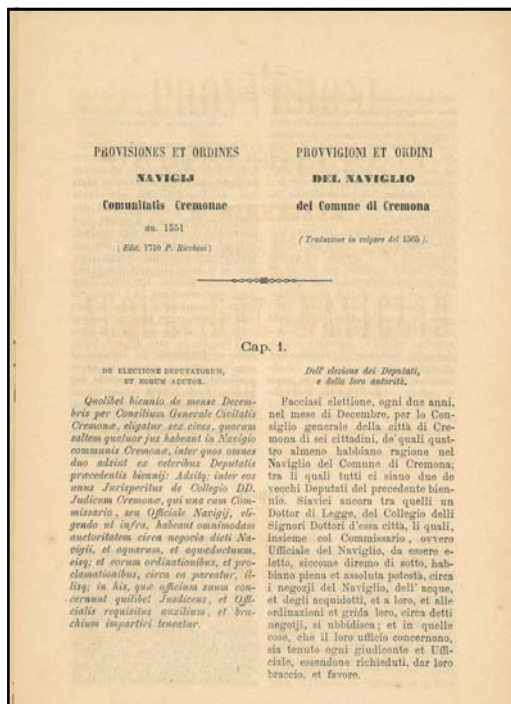 PROVISIONES ET ORDINES
NAVIGIJ
Comunitatis Cremonae
an. 1551
( Edit. 1710 P. Ricchini )
PROVVIGIONI ET ORDINI
DEL NAVIGLIO
del Comune di Cremona
( Traduzione in volgare del 1565 ).
Cap. 1.
DE ELECTIONE DEPUTATORUM,
ET EORUM AUCTOR.
Quolibet biennio de mense Decem-
bris per Consilium Generale Civitatis
Cremonæ, eligatur sex cives, quorum
saltem quatuor jus habeant in Navigio
communis Cremonæ, inter quos omnes
duo adsint ex veteribus Deputatis
præcedentis biennij: Adsitq: inter eos
unus Jurisperitus de Collegio DD.
Judicum Cremonæ, qui una cum Com-
missario, seu Officiale Navigij, eli-
gendo ut infra, habeant omnimodam
auctoritatem circa negocia dicti Na-
vigii, et aquarum, et aquæductuum,
eisq; et eorum ordinationibus, et pro-
clamationibus, circa ea pareatur, il-
lisq; in his, quæ officium suum con-
cernunt quilibet Jusdicens, et Offi-
cialis requisitus auxilium, et bra-
chium impartiri teneatur.
Dell' elezione dei Deputati,
e della loro autorità.
Facciasi elettione, ogni due anni,
nel mese di Decembre, per lo Con-
siglio generale della città di Cre-
mona di sei cittadini, de' quali quat-
tro almeno habbiano ragione nel
Naviglio del Comune di Cremona;
tra li quali tutti ci siano due de
vecchi Deputati del precedente bien-
nio. Siavici ancora tra quelli un
Dottor di Legge, del Collegio delli
Signori Dottori d'essa città, li quali,
insieme col Commissario, ovvero
Ufficiale del Naviglio, da essere e-
letto, siccome diremo di sotto, hab-
biano piena et assoluta potestà, circa
i negozji del Naviglio, dell' acque,
et degli acquidotti, et a loro, et alle
ordinazioni et grida loro, circa detti
negotji, si ubbidisca; et in quelle
cose, che il loro ufficio concernono,
sia tenuto ogni giudicente et Uffi-
ciale, essendone richieduti, dar loro
braccio, et favore.